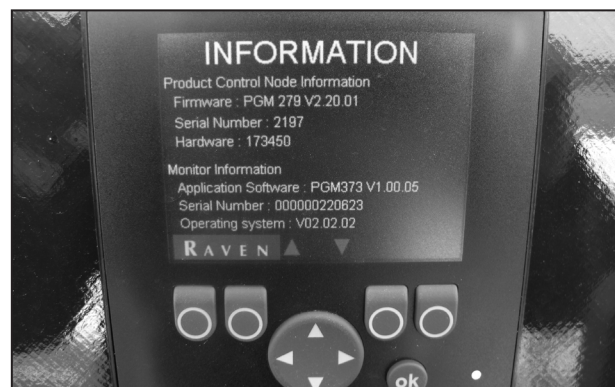 INFORMATION
Product Control Node Information
Firmware : PGM 279 V2.20.01
Serial Number : 2197
Hardware : 173450
Monitor Information
Application Software : PGM373 V1.00.05
Serial Number : 000000220623
Operating system : V02.02.02
RAVEN
ok